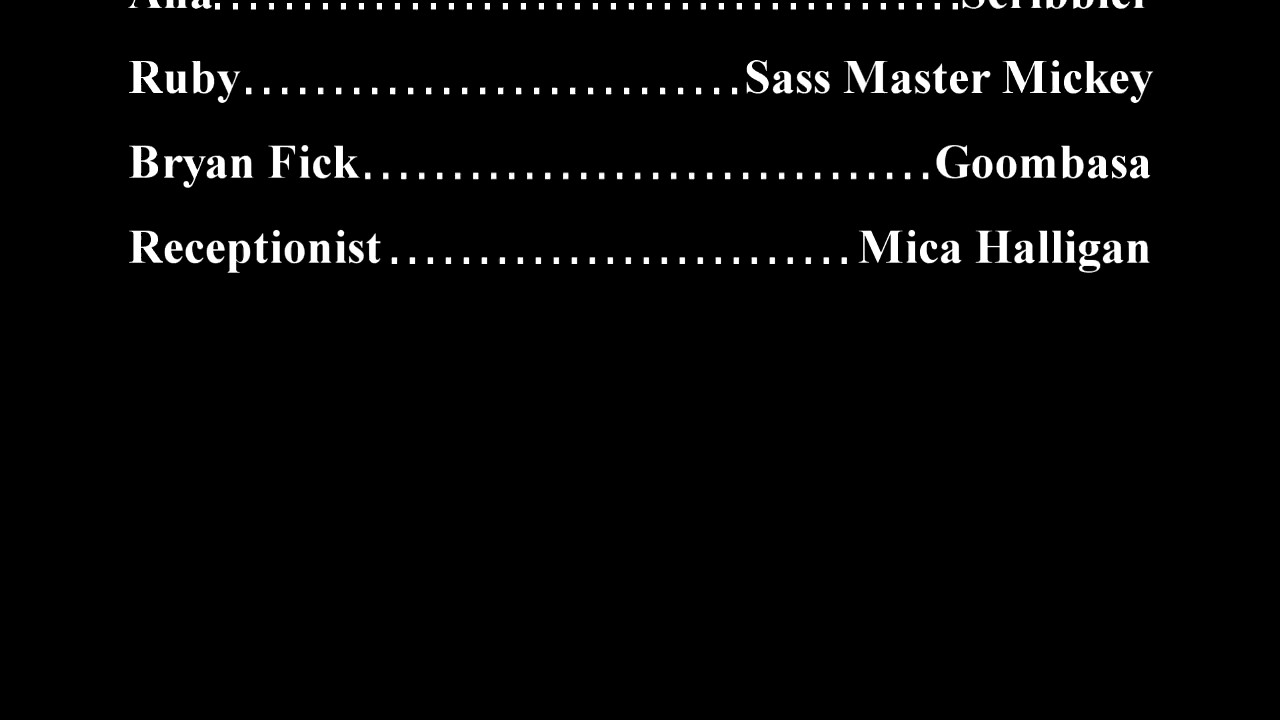 Ruby............................Sass Master Mickey
Bryan Fick................................Goombasa
Receptionist..........................Mica Halligan